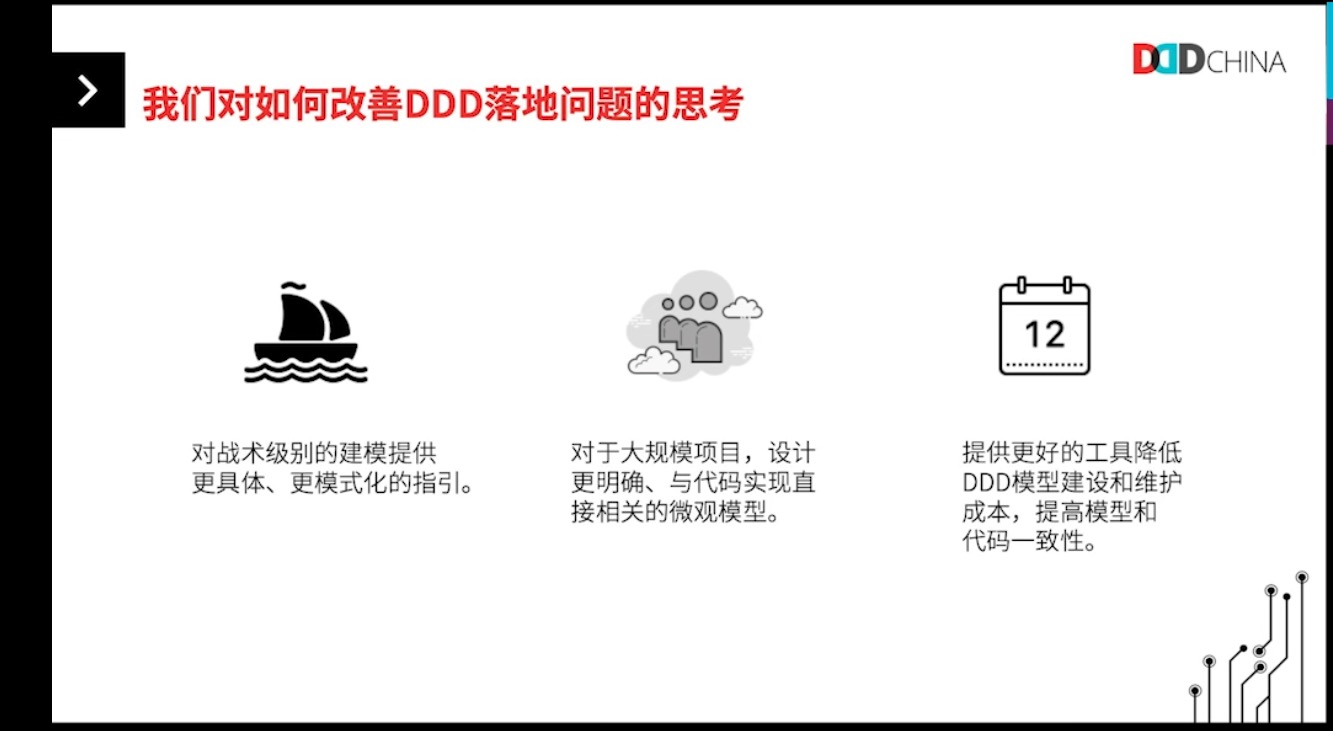 DDDCHINA
我们对如何改善DDD落地问题的思考
12
对战术级别的建模提供
更具体、更模式化的指引。
对于大规模项目，设计
更明确、与代码实现直
接相关的微观模型。
提供更好的工具降低
DDD模型建设和维护
成本，提高模型和
代码一致性。